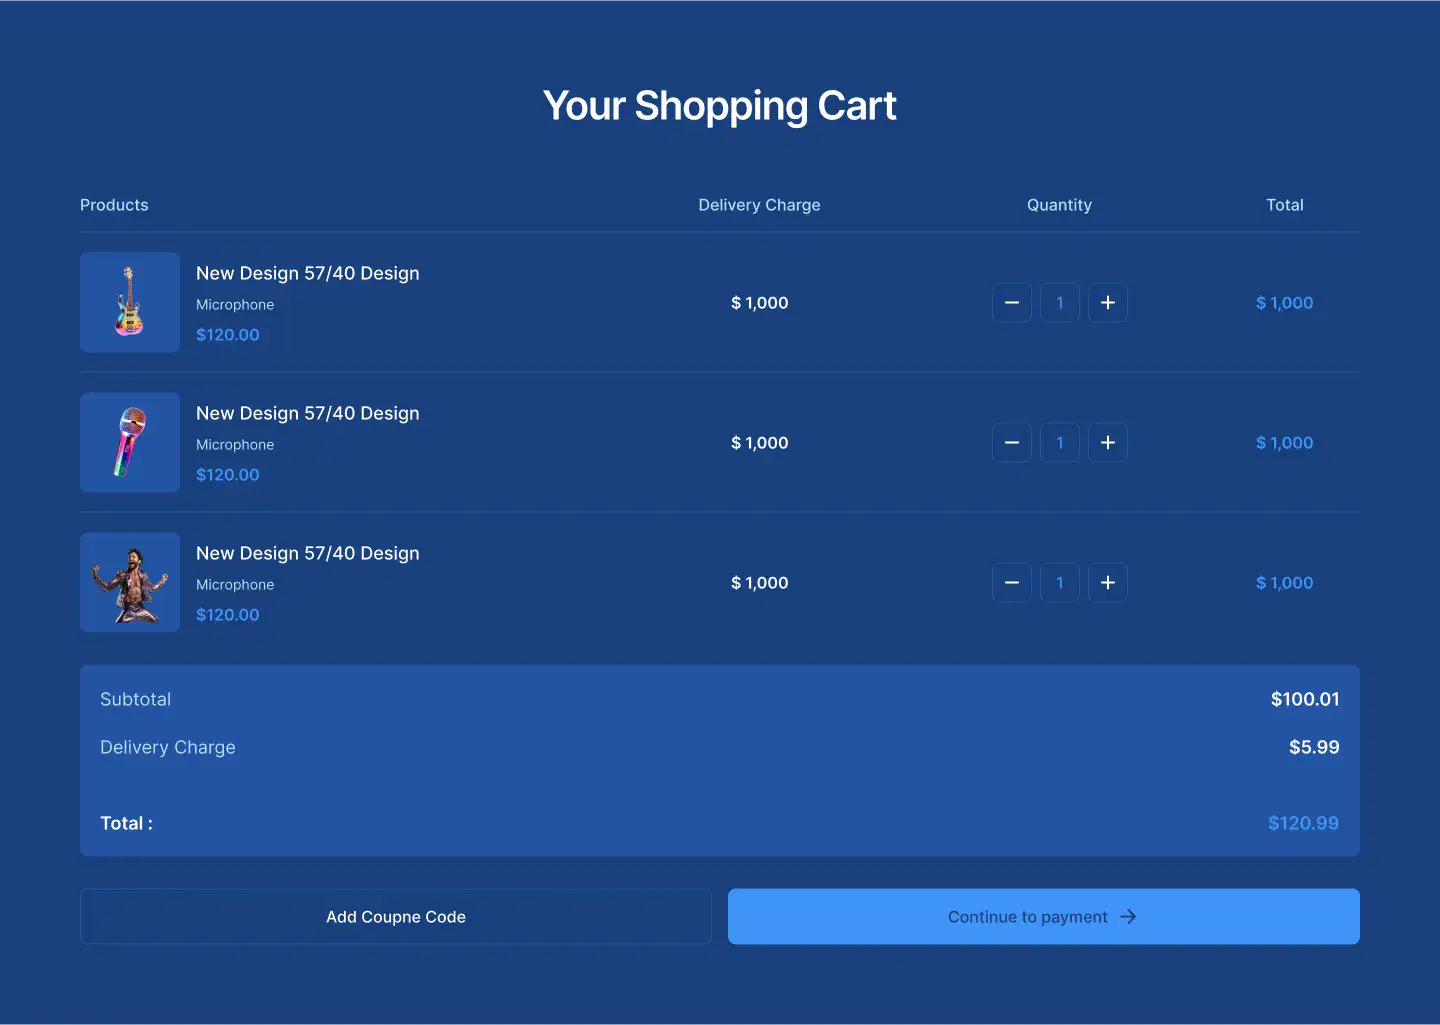 Your Shopping Cart
Products Delivery Charge Quantity Total
New Design 57/40 Design
Microphone
$120.00
$ 1,000 − 1 + $ 1,000
New Design 57/40 Design
Microphone
$120.00
$ 1,000 − 1 + $ 1,000
New Design 57/40 Design
Microphone
$120.00
$ 1,000 − 1 + $ 1,000
Subtotal $100.01
Delivery Charge $5.99
Total : $120.99
Add Coupne Code
Continue to payment →